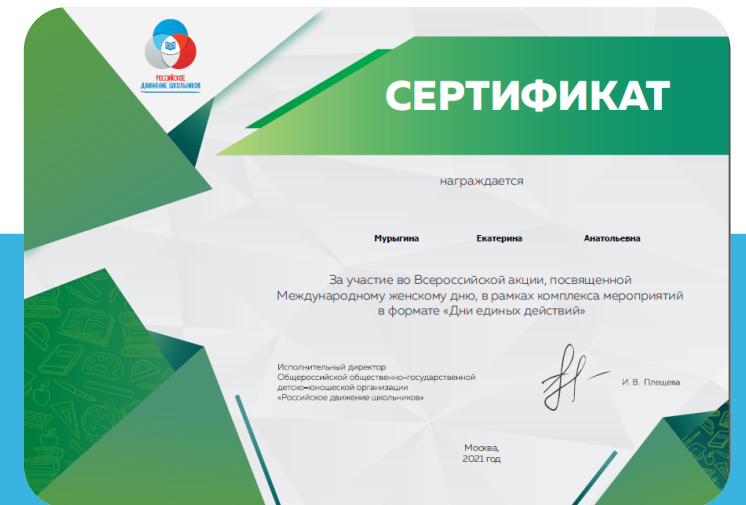 РОССИЙСКОЕ
ДВИЖЕНИЕ ШКОЛЬНИКОВ
СЕРТИФИКАТ
награждается
Мурыгина Екатерина Анатольевна
За участие во Всероссийской акции, посвященной
Международному женскому дню, в рамках комплекса мероприятий
в формате «Дни единых действий»
Исполнительный директор
Общероссийской общественно-государственной
детско-юношеской организации
«Российское движение школьников»
И. В. Плещева
Москва,
2021 год